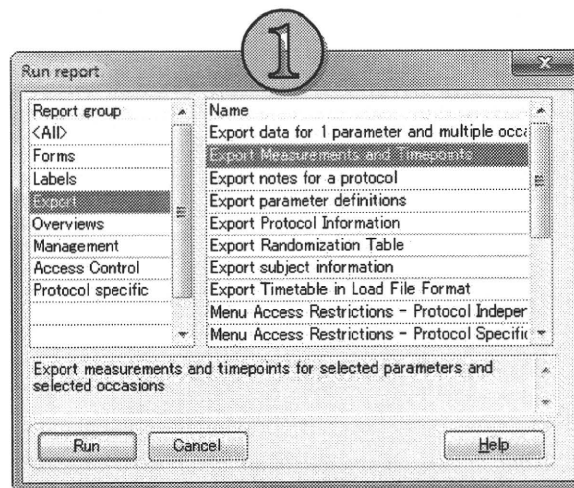 1
Run report
x
Report group
<All>
Forms
Labels
Export
Overviews
Management
Access Control
Protocol specific
Name
Export data for 1 parameter and multiple occa
Export Measurements and Timepoints
Export notes for a protocol
Export parameter definitions
Export Protocol Information
Export Randomization Table
Export subject information
Export Timetable in Load File Format
Menu Access Restrictions - Protocol Indeper
Menu Access Restrictions - Protocol Specific
Export measurements and timepoints for selected parameters and
selected occasions
Run
Cancel
Help